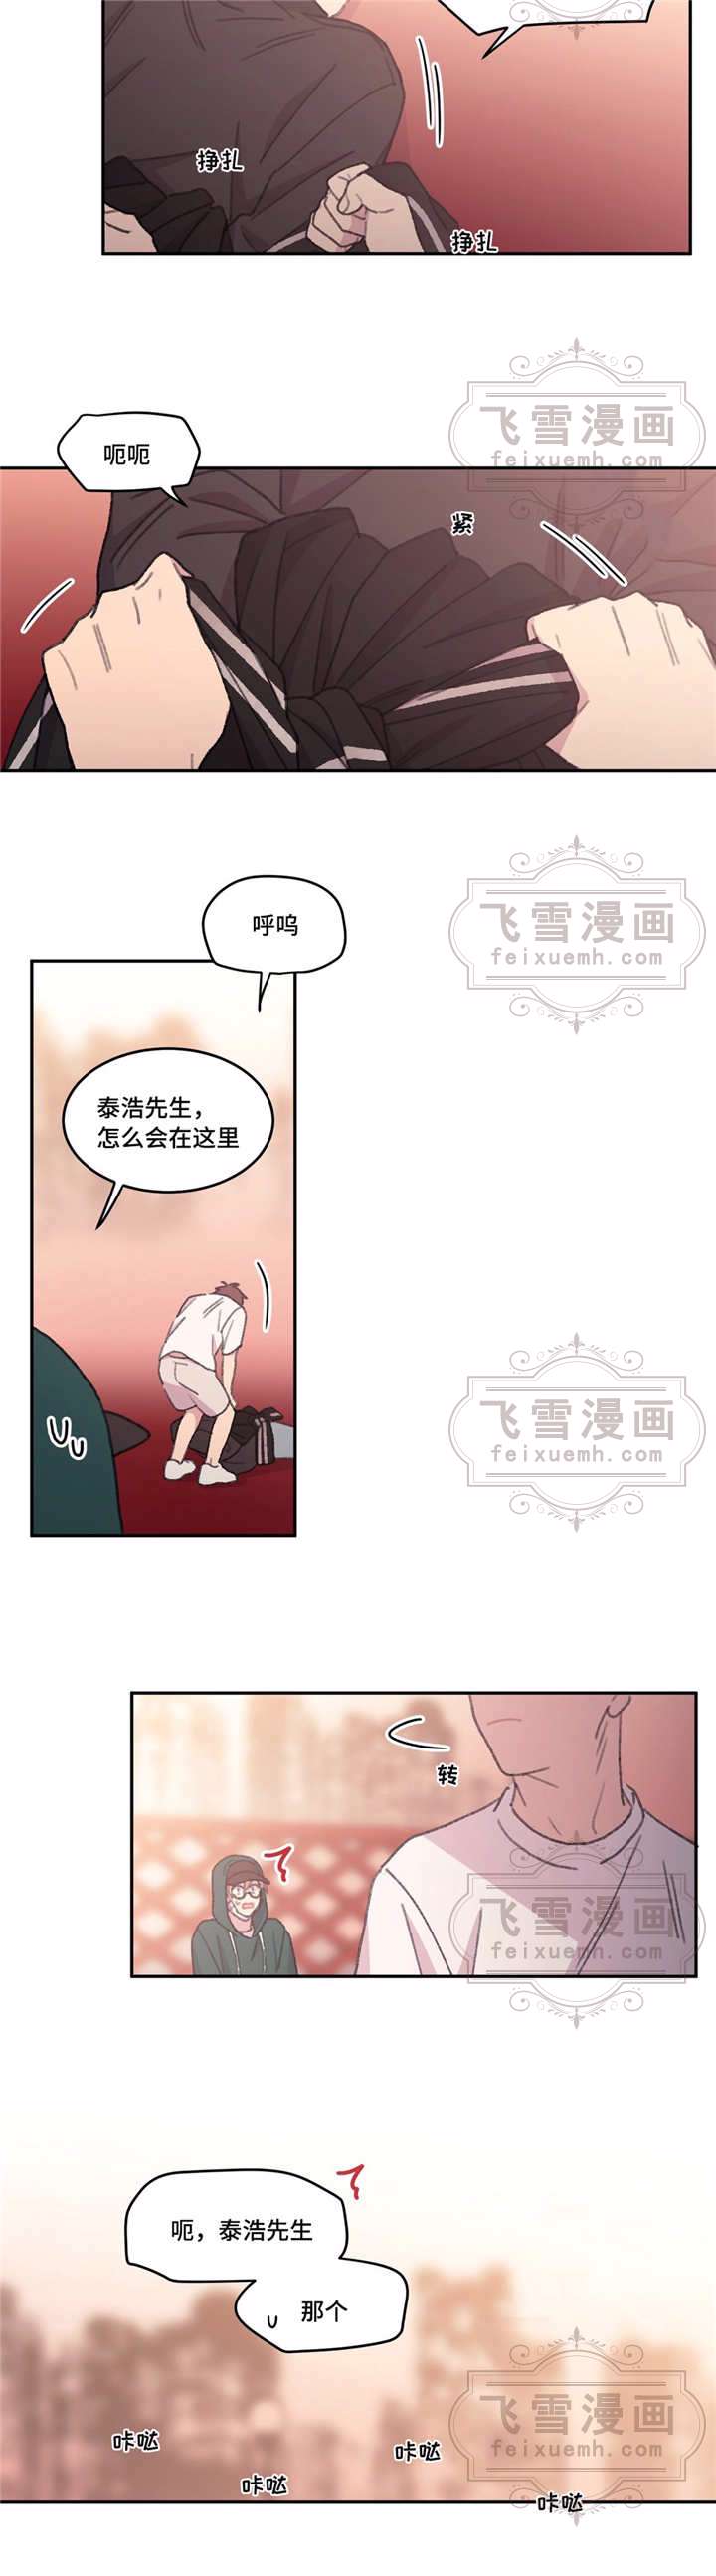 挣扎
挣扎
飞雪漫画
feixuemh.com
呃呃
紧
飞雪漫画
feixuemh.com
呼呜
泰浩先生，
怎么会在这里
飞雪漫画
feixuemh.com
转
飞雪漫画
feixuemh.com
呃，泰浩先生
那个
飞雪漫画
feixuemh.com
咔哒
咔哒
咔哒
咔哒